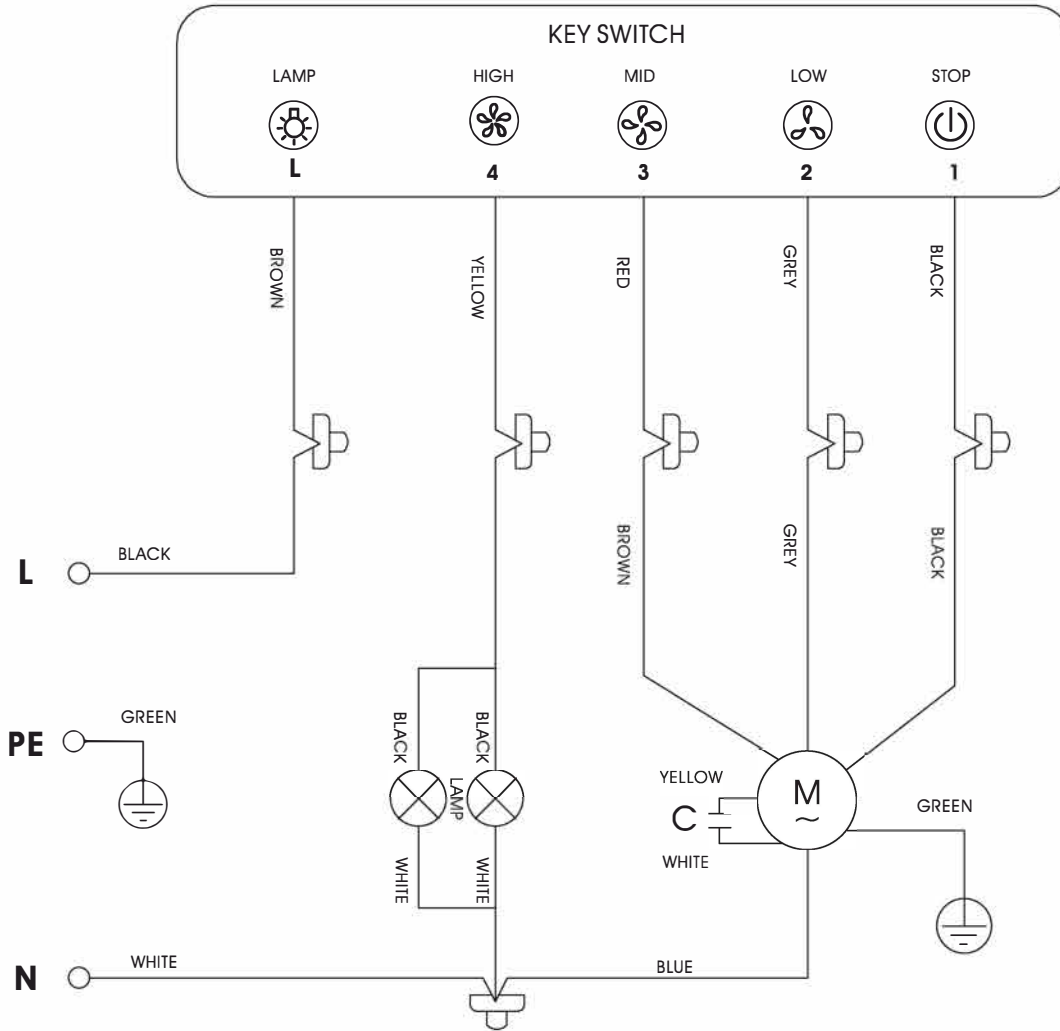 KEY SWITCH
LAMP HIGH MID LOW STOP
L 4 3 2 1
BROWN YELLOW RED GREY BLACK
BROWN GREY BLACK
L BLACK
PE GREEN
BLACK BLACK
LAMP
WHITE WHITE
YELLOW
M
~
C
WHITE
GREEN
N WHITE BLUE